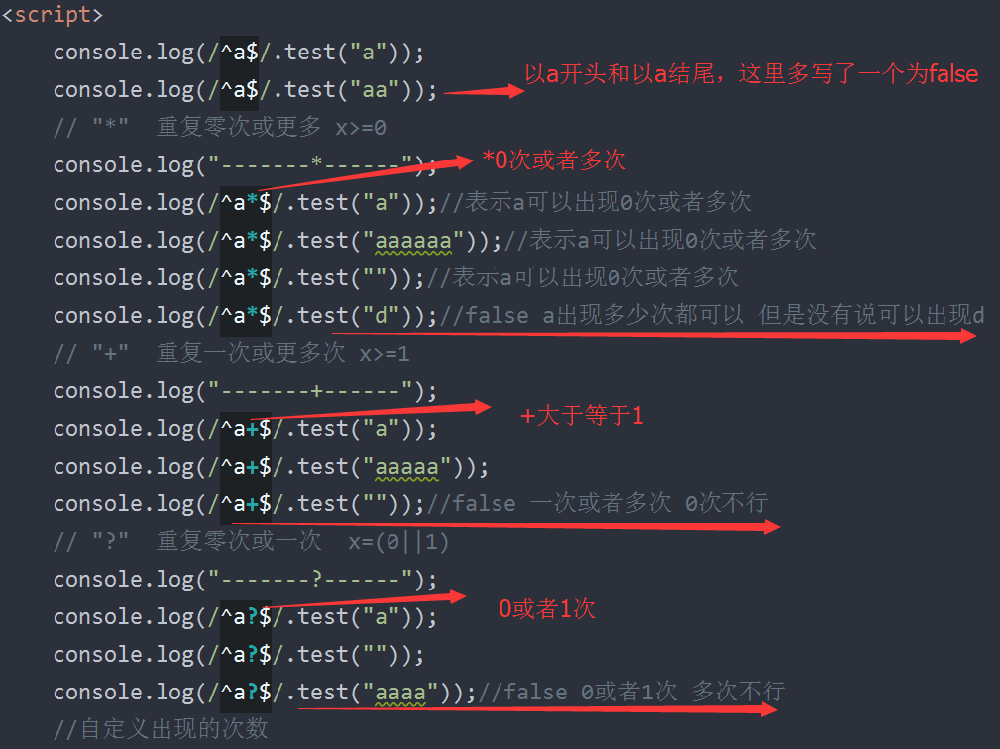 <script>
console.log(/^a$/.test("a"));
console.log(/^a$/.test("aa"));
以a开头和以a结尾，这里多写了一个为false
// "*"  重复零次或更多 x>=0
console.log("-------*------");
*0次或者多次
console.log(/^a*$/.test("a"));//表示a可以出现0次或者多次
console.log(/^a*$/.test("aaaaaa"));//表示a可以出现0次或者多次
console.log(/^a*$/.test(""));//表示a可以出现0次或者多次
console.log(/^a*$/.test("d"));//false a出现多少次都可以 但是没有说可以出现d
// "+"  重复一次或更多次 x>=1
console.log("-------+------");
+大于等于1
console.log(/^a+$/.test("a"));
console.log(/^a+$/.test("aaaaa"));
console.log(/^a+$/.test(""));//false 一次或者多次 0次不行
// "?"  重复零次或一次  x=(0||1)
console.log("-------?------");
0或者1次
console.log(/^a?$/.test("a"));
console.log(/^a?$/.test(""));
console.log(/^a?$/.test("aaaa"));//false 0或者1次 多次不行
//自定义出现的次数